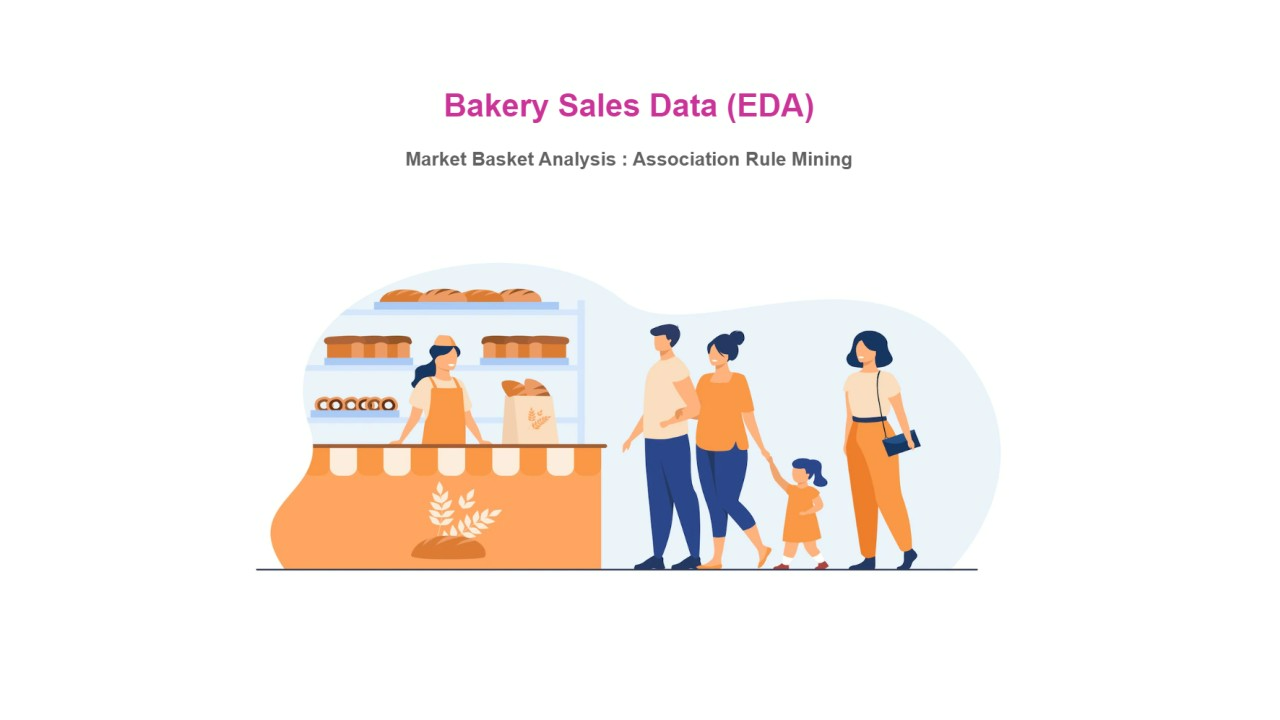 Bakery Sales Data (EDA)
Market Basket Analysis : Association Rule Mining